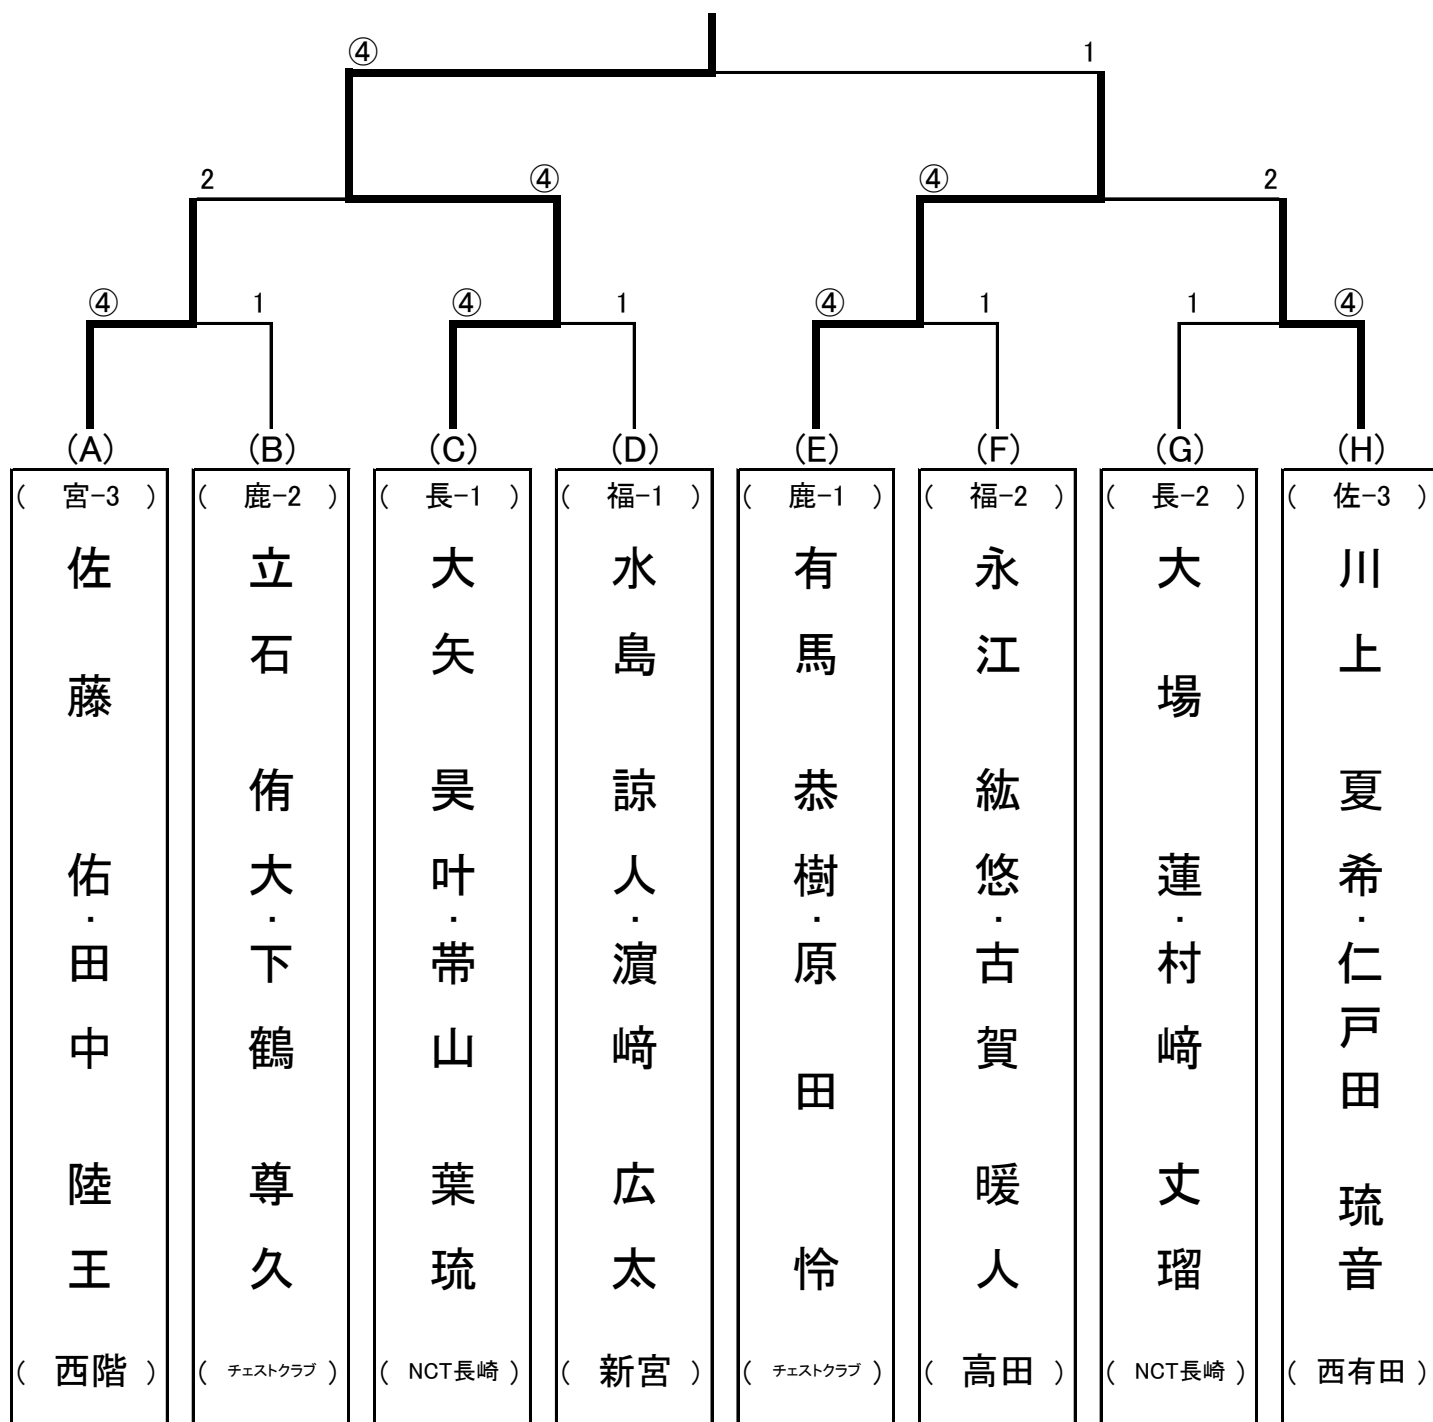 ④ 1
2 ④ ④ 2
④ 1 ④ 1 ④ 1 1 ④
(A) (B) (C) (D) (E) (F) (G) (H)
( 宮-3 ) ( 鹿-2 ) ( 長-1 ) ( 福-1 ) ( 鹿-1 ) ( 福-2 ) ( 長-2 ) ( 佐-3 )
佐藤 佑・田中 陸王
立石 侑大・下鶴 尊久
大矢 昊叶・帯山 葉琉
水島 諒人・濵﨑 広太
有馬 恭樹・原田 怜
永江 紘悠・古賀 暖人
大場 蓮・村﨑 丈瑠
川上 夏希・仁戸田 琉音
( 西階 ) ( チェストクラブ ) ( NCT長崎 ) ( 新宮 ) ( チェストクラブ ) ( 高田 ) ( NCT長崎 ) ( 西有田 )